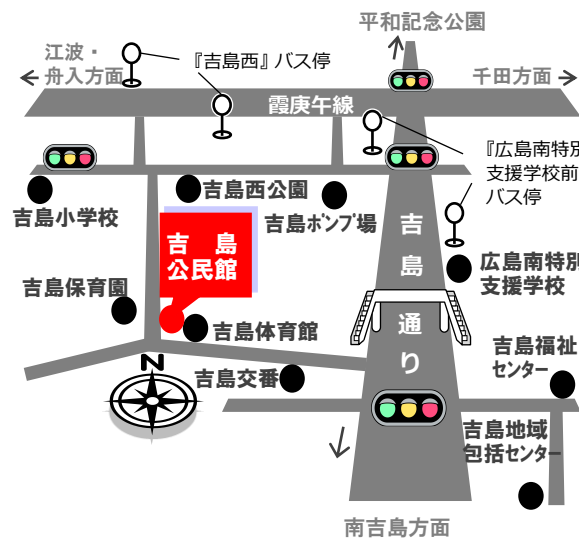 平和記念公園
江波・
舟入方面
『吉島西』バス停
千田方面
霞庚午線
『広島南特別
支援学校前
バス停
吉島小学校
吉島西公園
吉島ポンプ場
吉島通り
吉島
公民館
広島南特別
支援学校
吉島保育園
吉島体育館
吉島福祉
センター
吉島交番
N
吉島地域
包括センター
南吉島方面